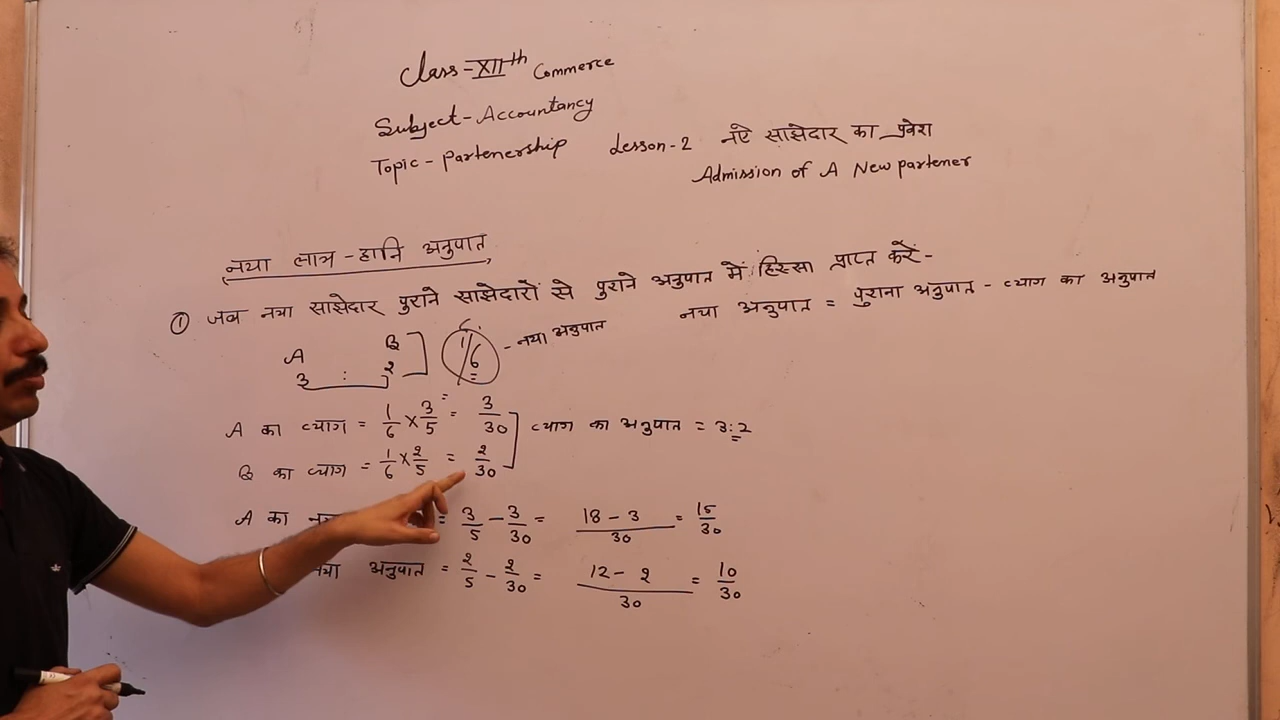 Class-XIIth Commerce
Subject-Accountancy
Topic-Partenership Lesson-2 नऐ साझेदार का प्रवेश
Admission of A New partener
नया लाभ-हानि अनुपात
① जब नया साझेदार पुराने साझेदारों से पुराने अनुपात में हिस्सा प्राप्त करें-
नया अनुपात = पुराना अनुपात - त्याग का अनुपात
A B 1/6 - नया अनुपात
3 : 2
A का त्याग = 1/6 × 3/5 = 3/30 त्याग का अनुपात = 3:2
B का त्याग = 1/6 × 2/5 = 2/30
A का = 3/5 - 3/30 = 18-3/30 = 15/30
नया अनुपात = 2/5 - 2/30 = 12-2/30 = 10/30